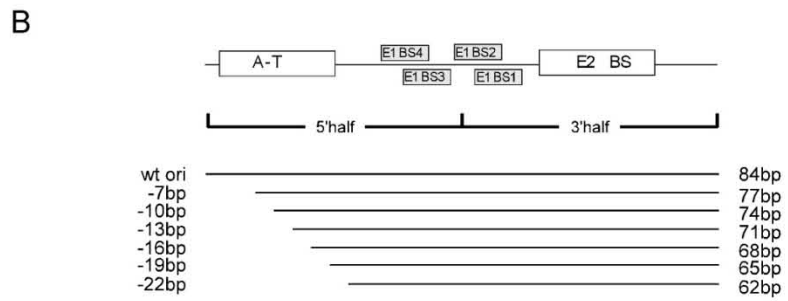 B
A-T
E1 BS4
E1 BS2
E2 BS
E1 BS3
E1 BS1
5'half
3'half
wt ori 84bp
-7bp 77bp
-10bp 74bp
-13bp 71bp
-16bp 68bp
-19bp 65bp
-22bp 62bp